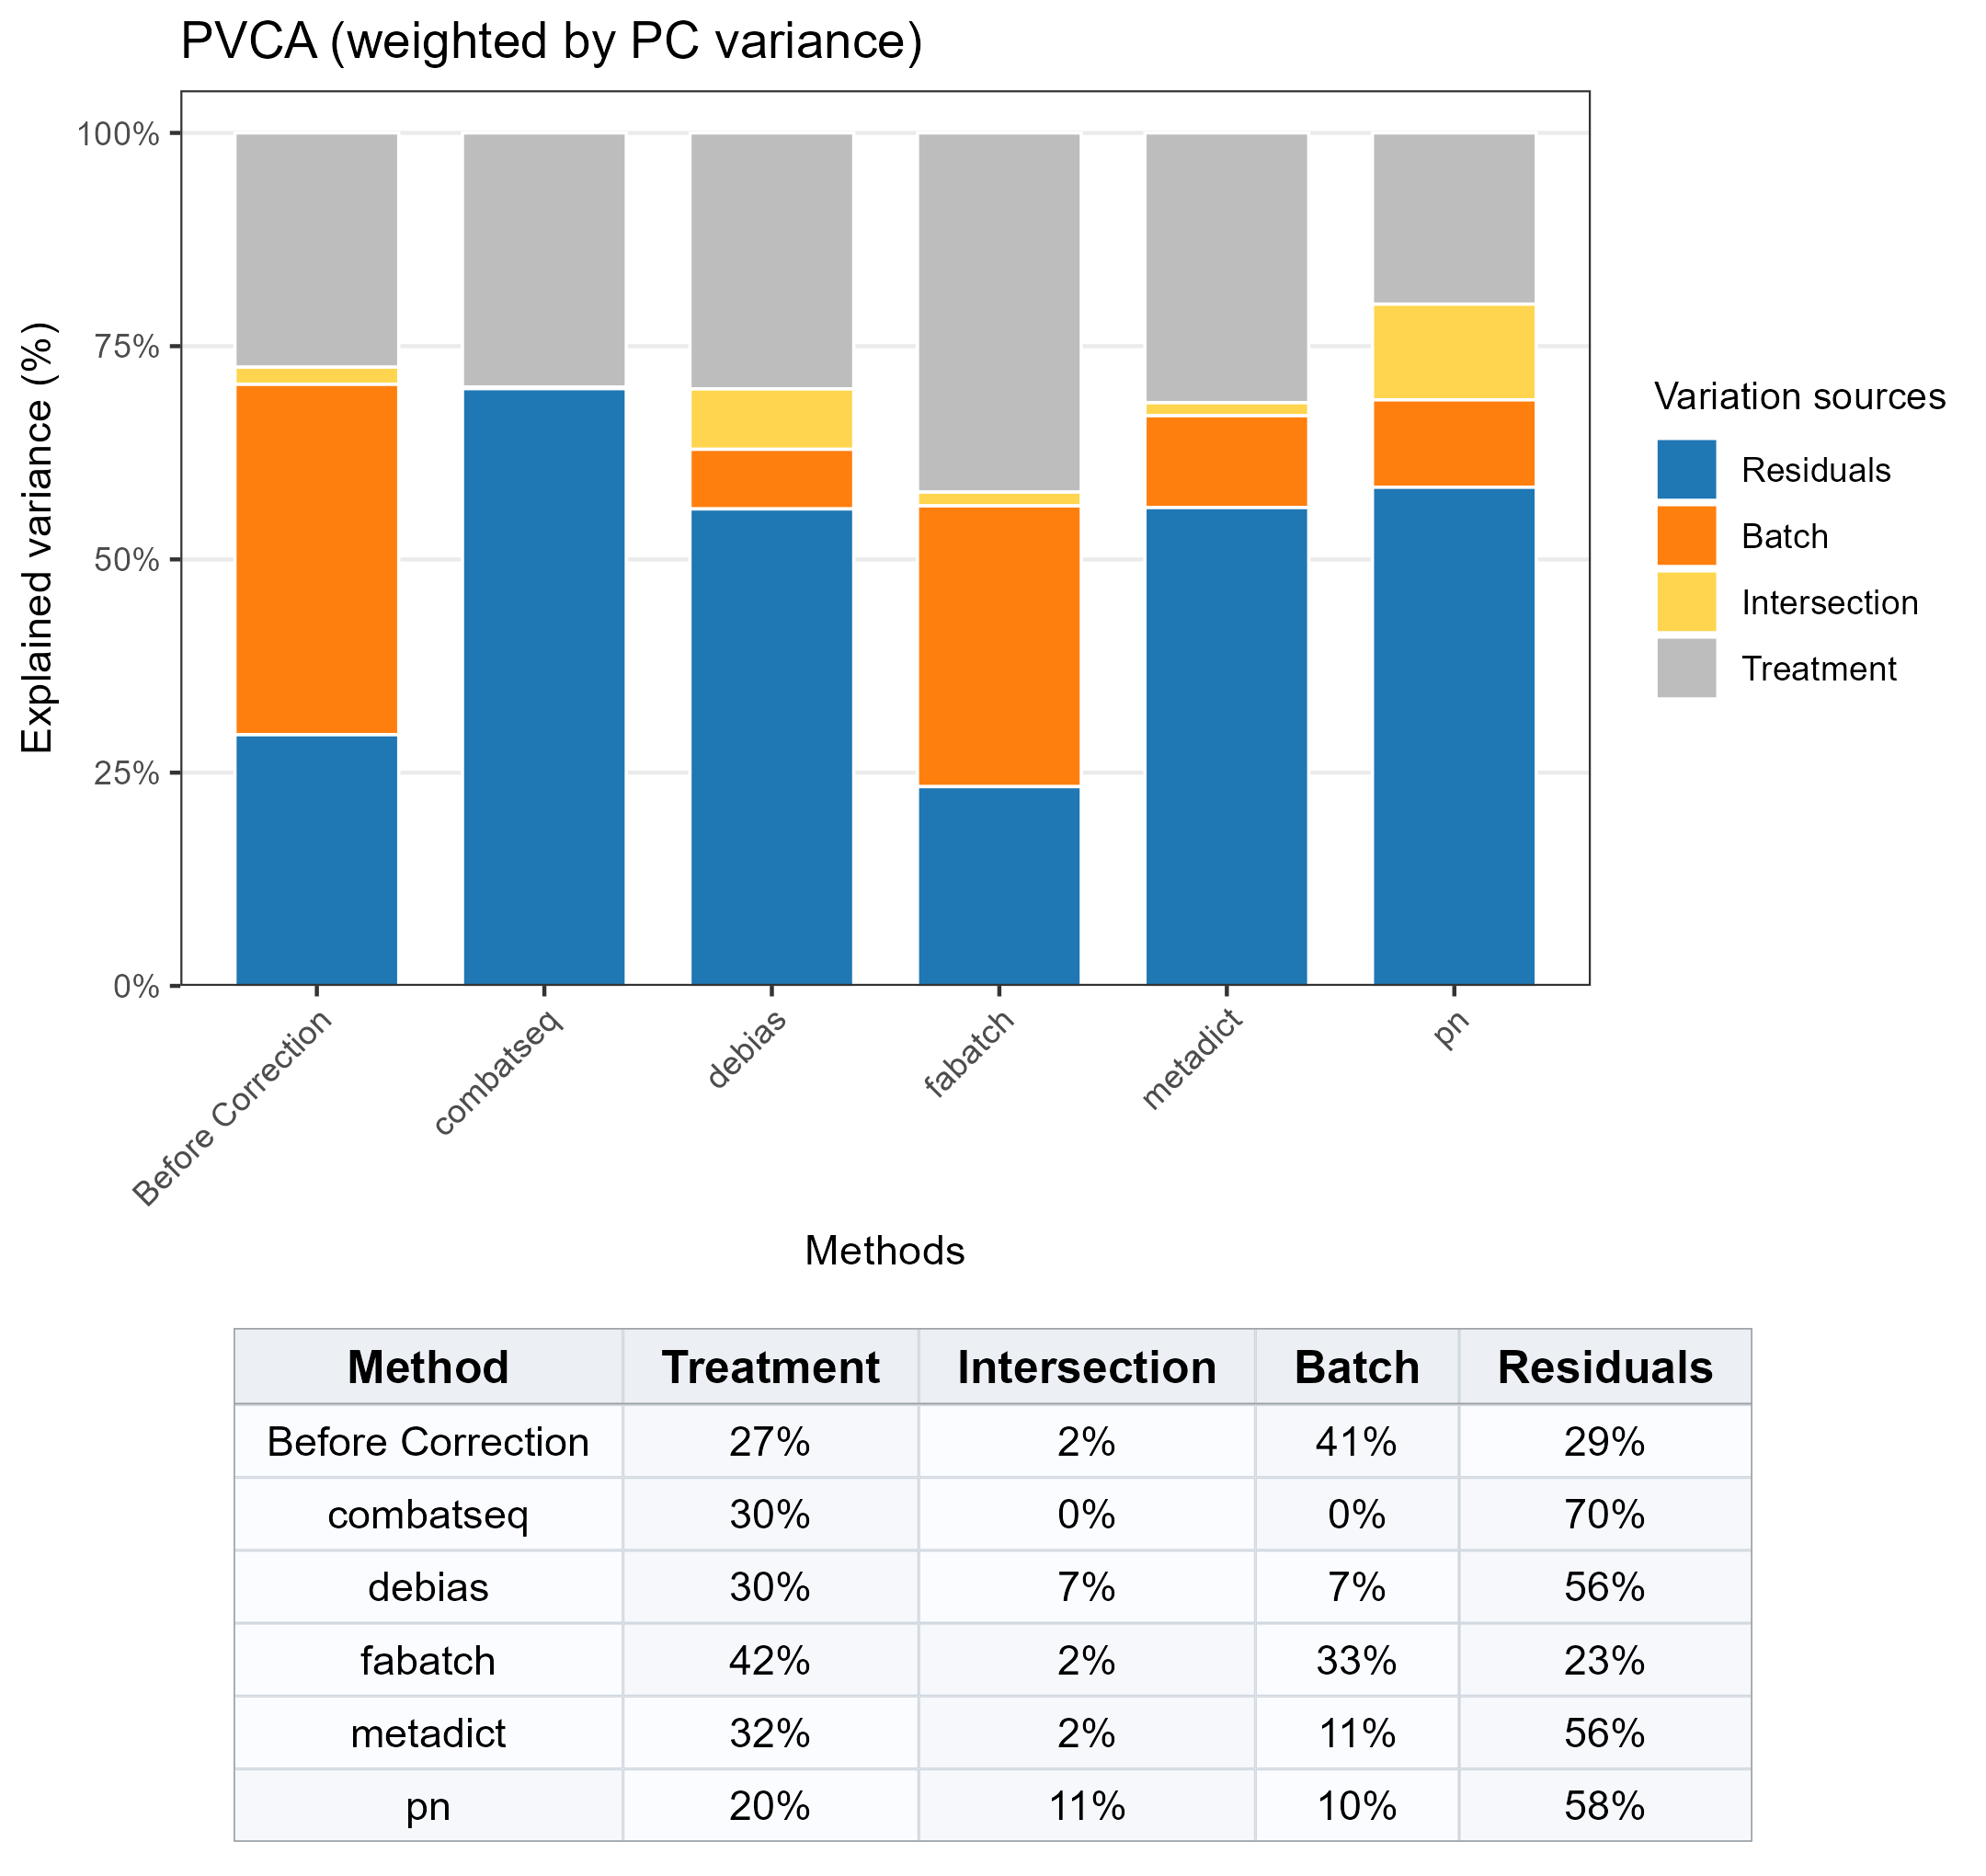 PVCA (weighted by PC variance)
Explained variance (%)
100%
75%
50%
25%
0%
Before Correction
combatseq
debias
fabatch
metadict
pn
Methods
Variation sources
Residuals
Batch
Intersection
Treatment
Method Treatment Intersection Batch Residuals
Before Correction 27% 2% 41% 29%
combatseq 30% 0% 0% 70%
debias 30% 7% 7% 56%
fabatch 42% 2% 33% 23%
metadict 32% 2% 11% 56%
pn 20% 11% 10% 58%